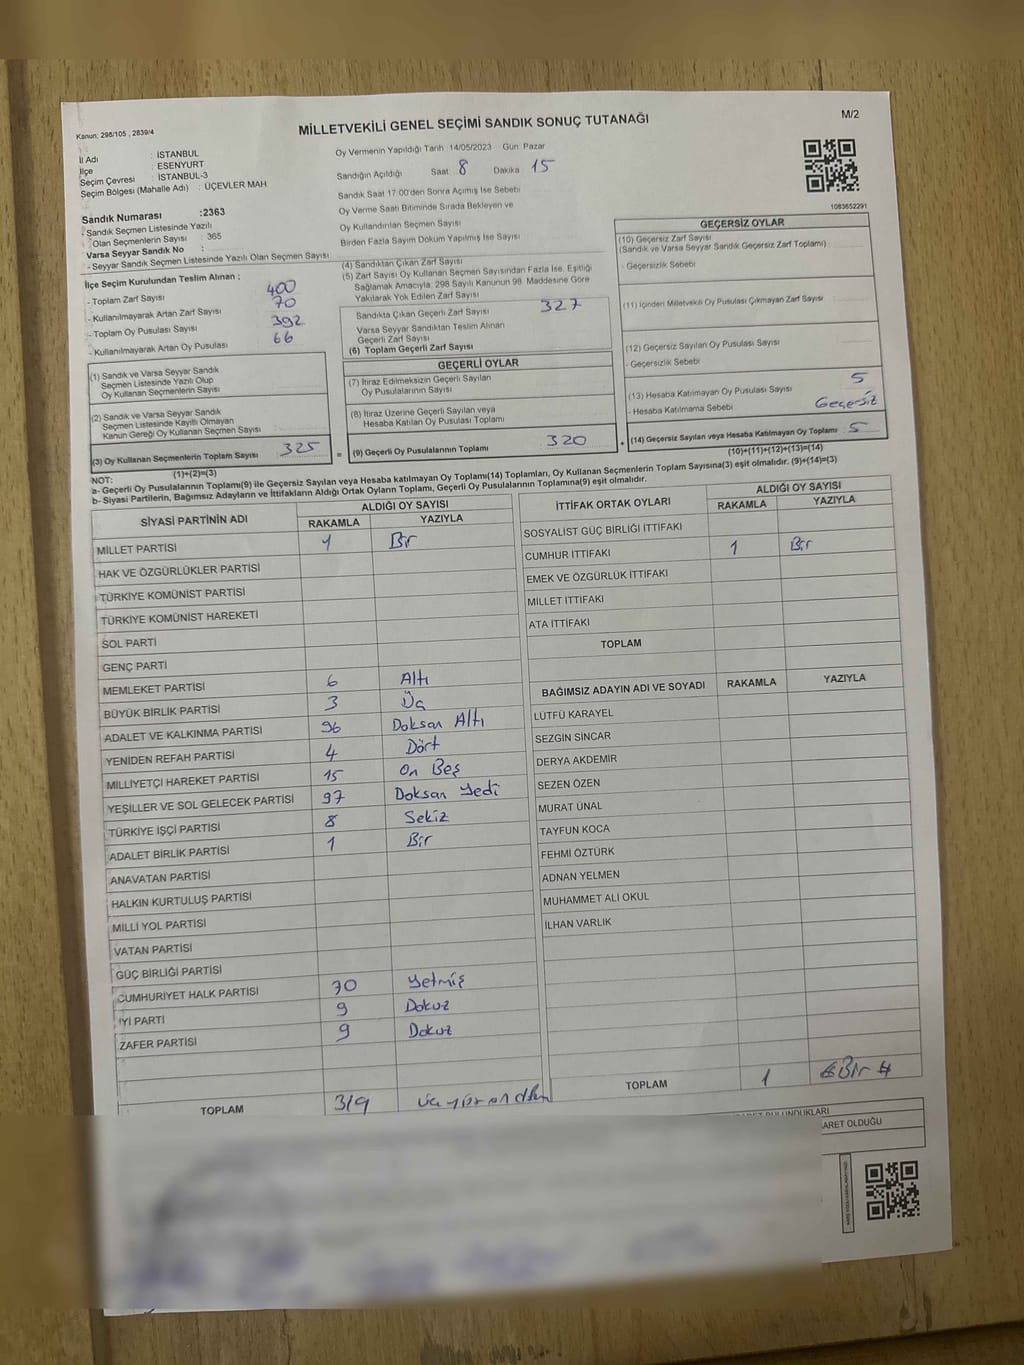 Kanun; 298/105 , 2839/4
MİLLETVEKİLİ GENEL SEÇİMİ SANDIK SONUÇ TUTANAĞI
M/2
İl Adı : İSTANBUL
İlçe : ESENYURT
Seçim Çevresi : İSTANBUL-3
Seçim Bölgesi (Mahalle Adı) : ÜÇEVLER MAH.
Sandık Numarası :2363
Sandık Seçmen Listesinde Yazılı
Olan Seçmenlerin Sayısı : 365
Varsa Seyyar Sandık No :
- Seyyar Sandık Seçmen Listesinde Yazılı Olan Seçmen Sayısı :
Oy Vermenin Yapıldığı Tarih :14/05/2023 Gün: Pazar
Sandığın Açıldığı Saat 8 Dakika 15
Sandık Saat 17:00'den Sonra Açılmış İse Sebebi
Oy Verme Saati Bitiminde Sırada Bekleyen ve
Oy Kullandırılan Seçmen Sayısı
Birden Fazla Sayım Döküm Yapılmış İse Sayısı
1083652291
İlçe Seçim Kurulundan Teslim Alınan ;
- Toplam Zarf Sayısı 400
- Kullanılmayarak Artan Zarf Sayısı 70
- Toplam Oy Pusulası Sayısı 392
- Kullanılmayarak Artan Oy Pusulası 66
(1) Sandık ve Varsa Seyyar Sandık
Seçmen Listesinde Yazılı Olup
Oy Kullanan Seçmenlerin Sayısı
(2) Sandık ve Varsa Seyyar Sandık
Seçmen Listesinde Kayıtlı Olmayan
Kanun Gereği Oy Kullanan Seçmen Sayısı :
(3) Oy Kullanan Seçmenlerin Toplam Sayısı 325
(1)+(2)=(3)
(4) Sandıktan Çıkan Zarf Sayısı
(5) Zarf Sayısı Oy Kullanan Seçmen Sayısından Fazla İse, Eşitliği
Sağlamak Amacıyla; 298 Sayılı Kanunun 98. Maddesine Göre
Yakılarak Yok Edilen Zarf Sayısı
Sandıkta Çıkan Geçerli Zarf Sayısı 327
Varsa Seyyar Sandıktan Teslim Alınan
Geçerli Zarf Sayısı
(6) Toplam Geçerli Zarf Sayısı
GEÇERLİ OYLAR
(7) İtiraz Edilmeksizin Geçerli Sayılan
Oy Pusulalarının Sayısı
(8) İtiraz Üzerine Geçerli Sayılan veya
Hesaba Katılan Oy Pusulası Toplamı
= (9) Geçerli Oy Pusulalarının Toplamı 320
GEÇERSİZ OYLAR
(10) Geçersiz Zarf Sayısı
(Sandık ve Varsa Seyyar Sandık Geçersiz Zarf Toplamı)
- Geçersizlik Sebebi
(11) İçinden Milletvekili Oy Pusulası Çıkmayan Zarf Sayısı
(12) Geçersiz Sayılan Oy Pusulası Sayısı
- Geçersizlik Sebebi
(13) Hesaba Katılmayan Oy Pusulası Sayısı 5
- Hesaba Katılmama Sebebi Geçersiz
+ (14) Geçersiz Sayılan veya Hesaba Katılmayan Oy Toplamı 5
(10)+(11)+(12)+(13)=(14)
NOT:
a- Geçerli Oy Pusulalarının Toplamı(9) ile Geçersiz Sayılan veya Hesaba katılmayan Oy Toplamı(14) Toplamları, Oy Kullanan Seçmenlerin Toplam Sayısına(3) eşit olmalıdır. (9)+(14)=(3)
b- Siyasi Partilerin, Bağımsız Adayların ve İttifakların Aldığı Ortak Oyların Toplamı, Geçerli Oy Pusulalarının Toplamına(9) eşit olmalıdır.
SİYASİ PARTİNİN ADI ALDIĞI OY SAYISI
RAKAMLA YAZIYLA
MİLLET PARTİSİ 1 Bir
HAK VE ÖZGÜRLÜKLER PARTİSİ
TÜRKİYE KOMÜNİST PARTİSİ
TÜRKİYE KOMÜNİST HAREKETİ
SOL PARTİ
GENÇ PARTİ
MEMLEKET PARTİSİ 6 Altı
BÜYÜK BİRLİK PARTİSİ 3 Üç
ADALET VE KALKINMA PARTİSİ 96 Doksan Altı
YENİDEN REFAH PARTİSİ 4 Dört
MİLLİYETÇİ HAREKET PARTİSİ 15 On Beş
YEŞİLLER VE SOL GELECEK PARTİSİ 97 Doksan Yedi
TÜRKİYE İŞÇİ PARTİSİ 8 Sekiz
ADALET BİRLİK PARTİSİ 1 Bir
ANAVATAN PARTİSİ
HALKIN KURTULUŞ PARTİSİ
MİLLİ YOL PARTİSİ
VATAN PARTİSİ
GÜÇ BİRLİĞİ PARTİSİ
CUMHURİYET HALK PARTİSİ 70 Yetmiş
İYİ PARTİ 9 Dokuz
ZAFER PARTİSİ 9 Dokuz
TOPLAM 319
İTTİFAK ORTAK OYLARI ALDIĞI OY SAYISI
RAKAMLA YAZIYLA
SOSYALİST GÜÇ BİRLİĞİ İTTİFAKI
CUMHUR İTTİFAKI 1 Bir
EMEK VE ÖZGÜRLÜK İTTİFAKI
MİLLET İTTİFAKI
ATA İTTİFAKI
TOPLAM
BAĞIMSIZ ADAYIN ADI VE SOYADI RAKAMLA YAZIYLA
LÜTFÜ KARAYEL
SEZGİN SİNCAR
DERYA AKDEMİR
SEZEN ÖZEN
MURAT ÜNAL
TAYFUN KOCA
FEHMİ ÖZTÜRK
ADNAN YELMEN
MUHAMMET ALİ OKUL
İLHAN VARLIK
TOPLAM 1 # Bir #
BULUNDUKLARI
ARET OLDUĞU